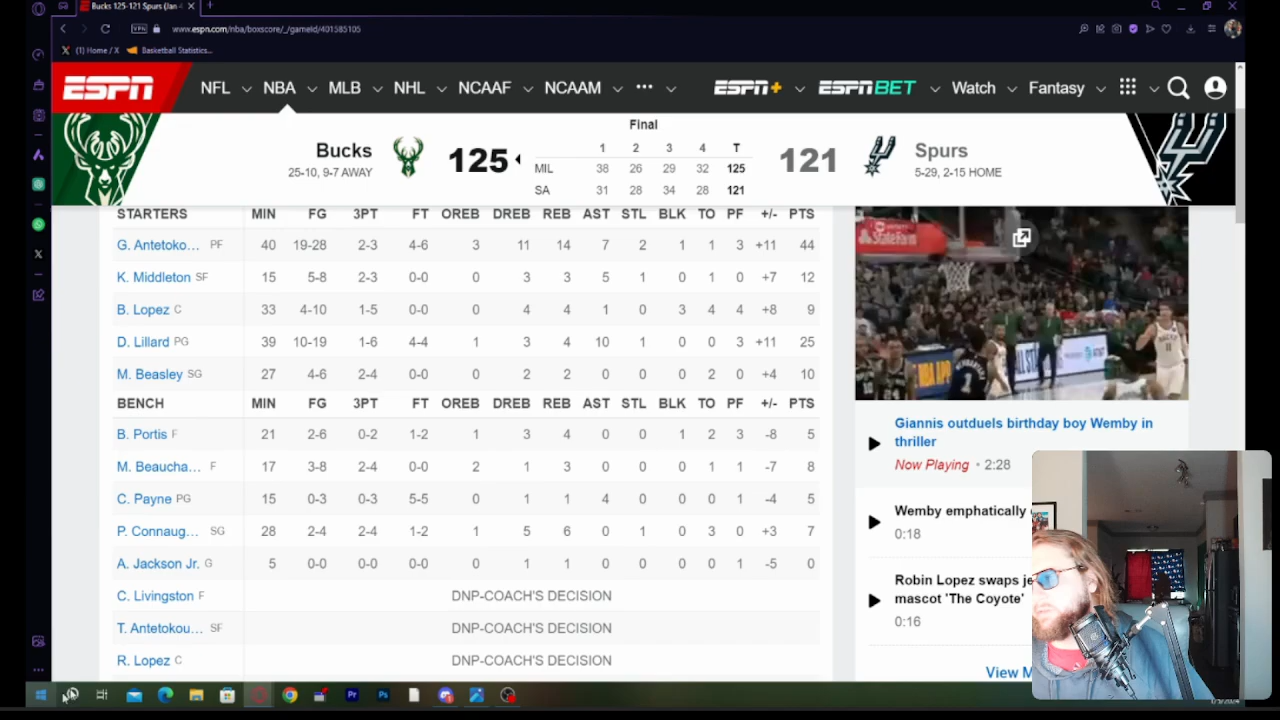 Bucks 125-121 Spurs (Jan 4
VPN www.espn.com/nba/boxscore/_/gameId/401585105
(1) Home / X Basketball Statistics...
ESPN NFL NBA MLB NHL NCAAF NCAAM ••• ESPN+ ESPN BET Watch Fantasy
Final
Bucks 125 1 2 3 4 T 121 Spurs
25-10, 9-7 AWAY MIL 38 26 29 32 125 5-29, 2-15 HOME
SA 31 28 34 28 121
STARTERS MIN FG 3PT FT OREB DREB REB AST STL BLK TO PF +/- PTS
G. Antetoko... PF 40 19-28 2-3 4-6 3 11 14 7 2 1 1 3 +11 44
K. Middleton SF 15 5-8 2-3 0-0 0 3 3 5 1 0 1 0 +7 12
B. Lopez C 33 4-10 1-5 0-0 0 4 4 1 0 3 4 4 +8 9
D. Lillard PG 39 10-19 1-6 4-4 1 3 4 10 1 0 0 3 +11 25
M. Beasley SG 27 4-6 2-4 0-0 0 2 2 0 0 0 2 0 +4 10
BENCH MIN FG 3PT FT OREB DREB REB AST STL BLK TO PF +/- PTS
B. Portis F 21 2-6 0-2 1-2 1 3 4 0 0 1 2 3 -8 5
M. Beaucha... F 17 3-8 2-4 0-0 2 1 3 0 0 0 1 1 -7 8
C. Payne PG 15 0-3 0-3 5-5 0 1 1 4 0 0 0 1 -4 5
P. Connaug... SG 28 2-4 2-4 1-2 1 5 6 0 1 0 3 0 +3 7
A. Jackson Jr. G 5 0-0 0-0 0-0 1 1 0 0 0 0 1 -5 0
C. Livingston F DNP-COACH'S DECISION
T. Antetokou... SF DNP-COACH'S DECISION
R. Lopez C DNP-COACH'S DECISION
StateFarm
NBA APP
AT&T
Giannis outduels birthday boy Wemby in
thriller
Now Playing • 2:28
Wemby emphatically
0:18
Robin Lopez swaps je
mascot 'The Coyote'
0:16
View M